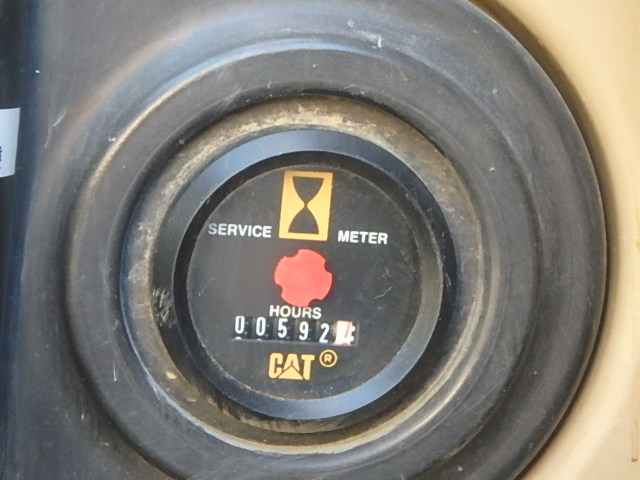 SERVICE METER
HOURS
00592
CAT ®